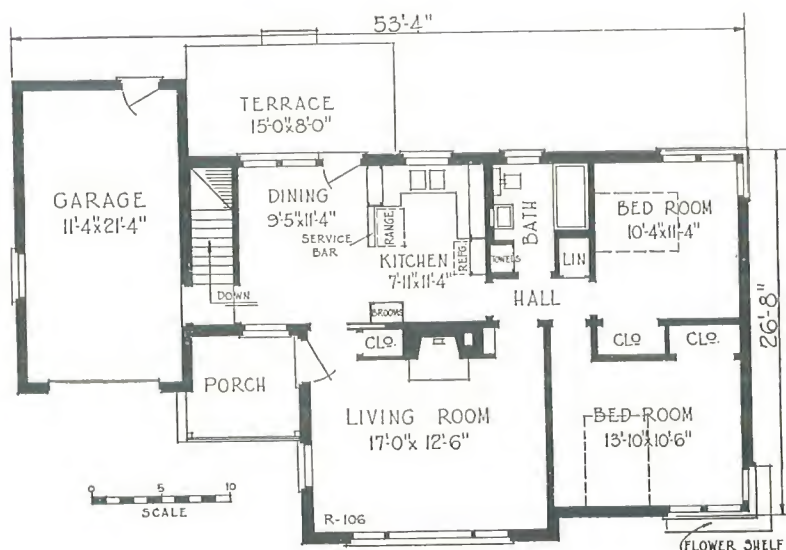 53'-4"
TERRACE
15'-0"x8'-0"
GARAGE
11'-4"x21'-4"
DINING
9'-5"x11'-4"
SERVICE
BAR
RANGE
KITCHEN
7'-11"x11'-4"
REFG.
BATH
TOWELS
LIN
BED ROOM
10'-4"x11'-4"
DOWN
BROOMS
HALL
26'-8"
CLO.
CLO
CLO.
PORCH
LIVING ROOM
17'-0"x 12'-6"
BED ROOM
13'-10"x10'-6"
0 5 10
SCALE
R-106
FLOWER SHELF